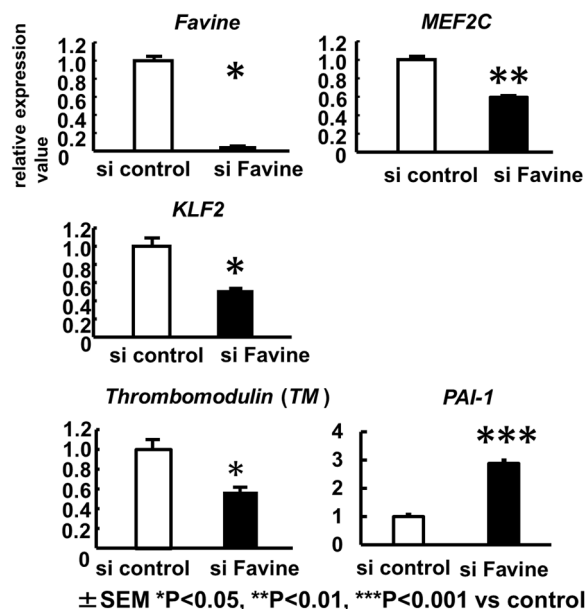 Favine
MEF2C
relative expression
value
1.2
1.0
0.8
0.6
0.4
0.2
0
*
si control
si Favine
1.2
1.0
0.8
0.6
0.4
0.2
0
**
si control
si Favine
KLF2
1.2
1.0
0.8
0.6
0.4
0.2
0
*
si control
si Favine
Thrombomodulin (TM)
PAI-1
1.2
1.0
0.8
0.6
0.4
0.2
0
*
si control
si Favine
4
3
2
1
0
***
si control
si Favine
±SEM *P<0.05, **P<0.01, ***P<0.001 vs control